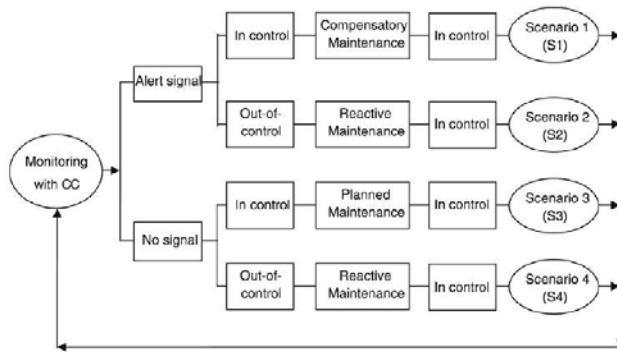 In control
Compensatory
Maintenance
In control
Scenario 1
(S1)
Alert signal
Out-of-
control
Reactive
Maintenance
In control
Scenario 2
(S2)
Monitoring
with CC
In control
Planned
Maintenance
In control
Scenario 3
(S3)
No signal
Out-of-
control
Reactive
Maintenance
In control
Scenario 4
(S4)